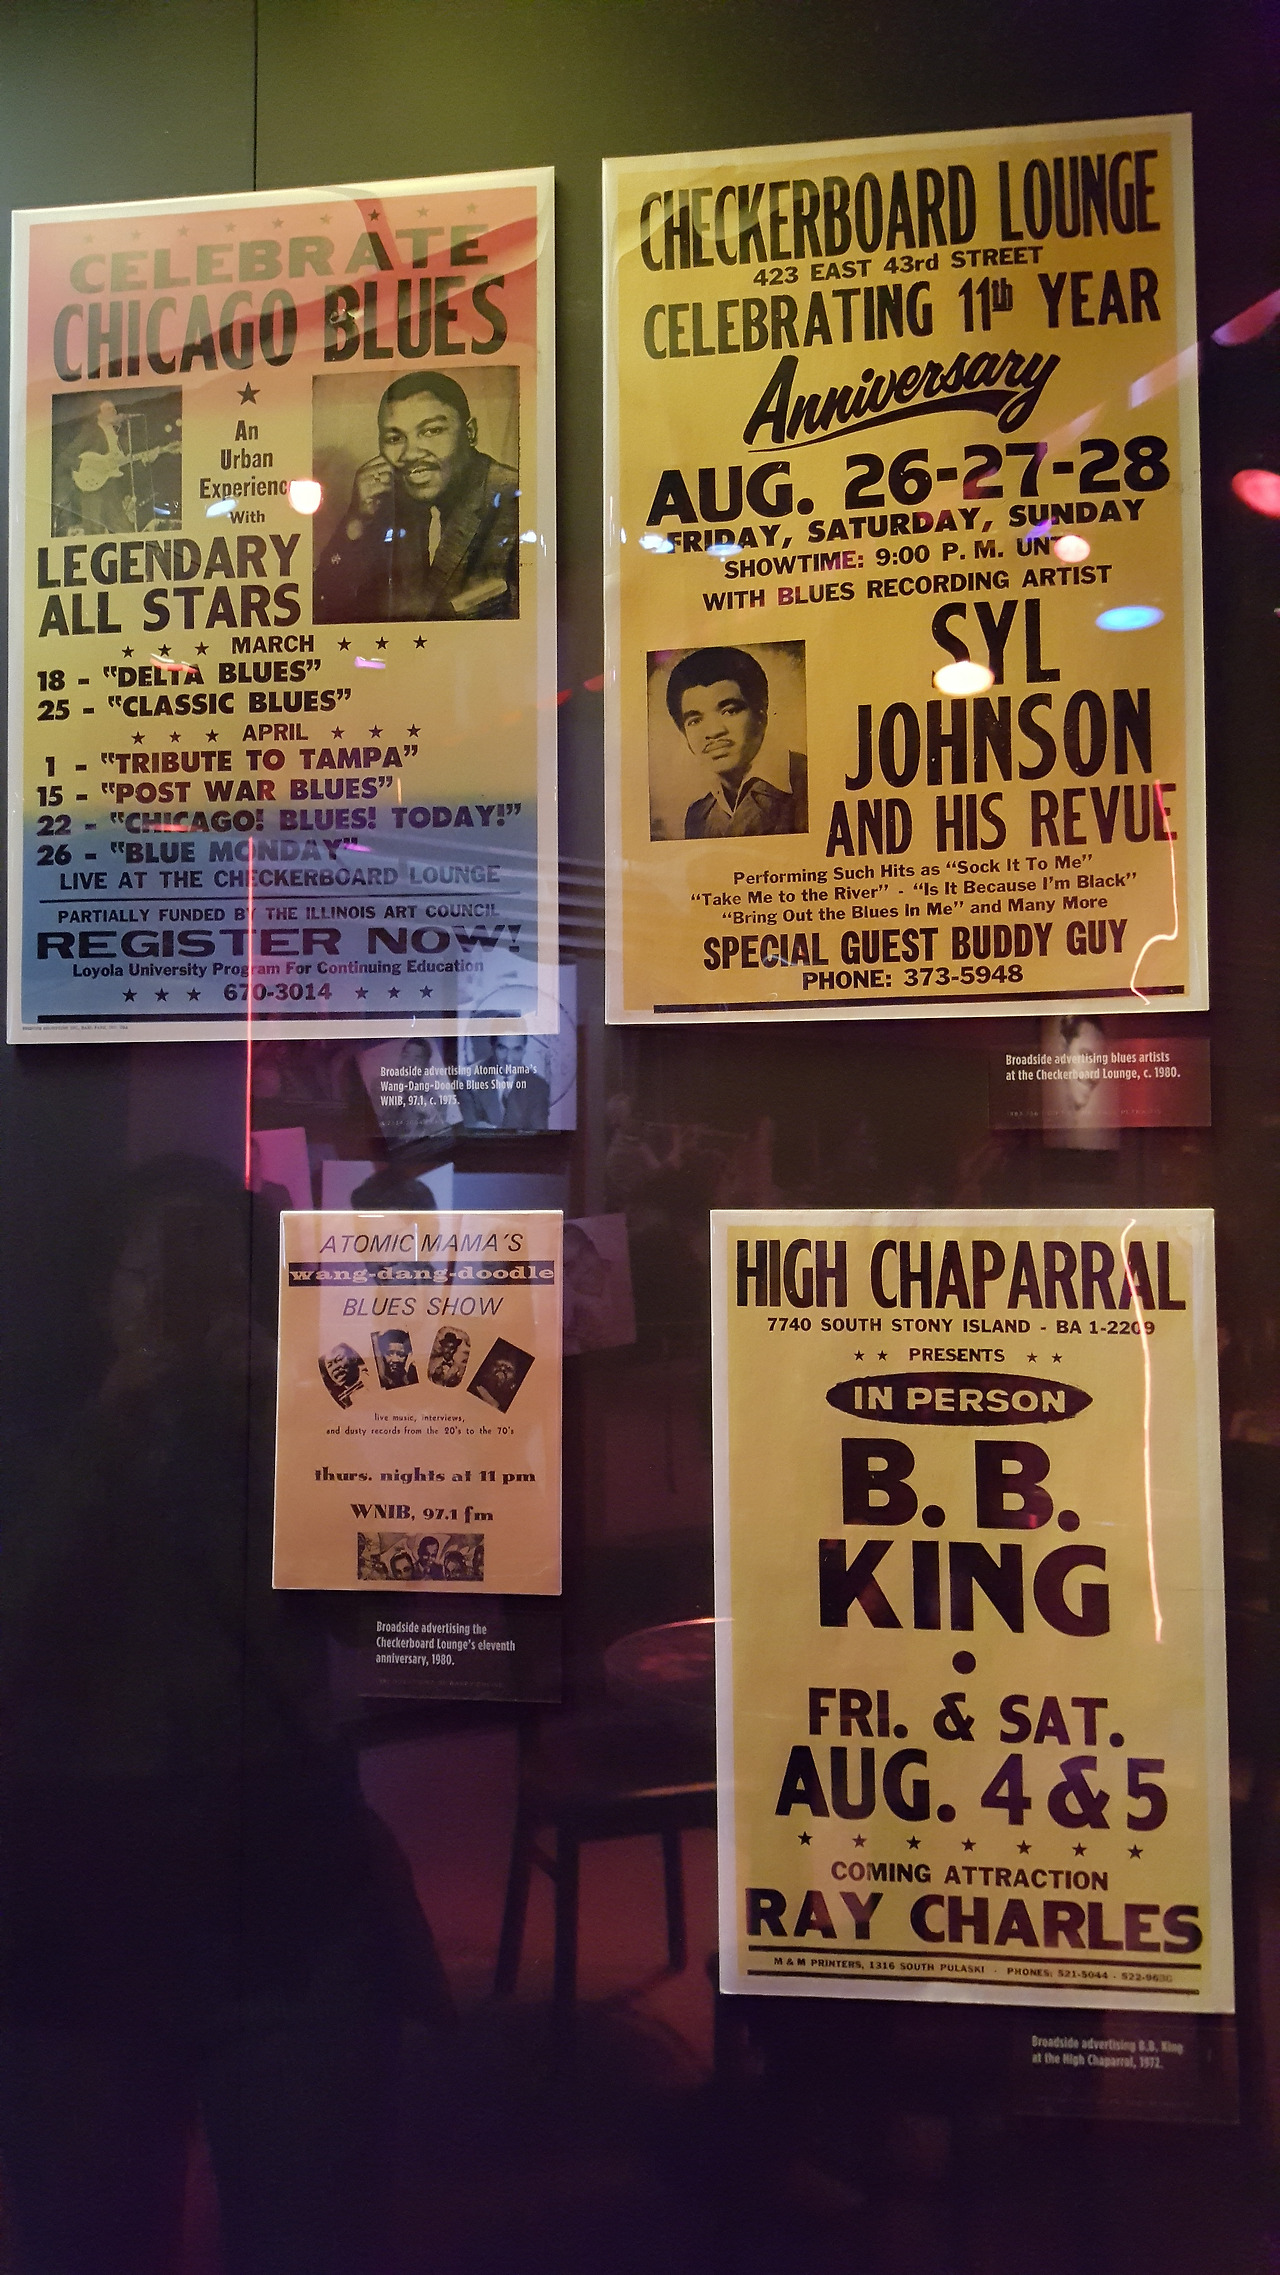 CELEBRATE
CHICAGO BLUES
An
Urban
Experience
With
LEGENDARY
ALL STARS
MARCH
18 - "DELTA BLUES"
25 - "CLASSIC BLUES"
APRIL
1 - "TRIBUTE TO TAMPA"
15 - "POST WAR BLUES"
22 - "CHICAGO! BLUES! TODAY!"
26 - "BLUE MONDAY"
LIVE AT THE CHECKERBOARD LOUNGE
PARTIALLY FUNDED BY THE ILLINOIS ART COUNCIL
REGISTER NOW!
Loyola University Program For Continuing Education
670-3014
Broadside advertising Atomic Mama's
Wang-Dang-Doodle Blues Show on
WNIB, 97.1, c. 1975.
CHECKERBOARD LOUNGE
423 EAST 43rd STREET
CELEBRATING 11th YEAR
Anniversary
AUG. 26-27-28
FRIDAY, SATURDAY, SUNDAY
SHOWTIME: 9:00 P. M.
WITH BLUES RECORDING ARTIST
SYL
JOHNSON
AND HIS REVUE
Performing Such Hits as "Sock It To Me"
"Take Me to the River" - "Is It Because I'm Black"
"Bring Out the Blues In Me" and Many More
SPECIAL GUEST BUDDY GUY
PHONE: 373-5948
Broadside advertising blues artists
at the Checkerboard Lounge, c. 1980.
ATOMIC MAMA'S
wang-dang-doodle
BLUES SHOW
live music, interviews,
and dusty records from the 20's to the 70's
thurs. nights at 11 pm
WNIB, 97.1 fm
Broadside advertising the
Checkerboard Lounge's eleventh
anniversary, 1980.
HIGH CHAPARRAL
7740 SOUTH STONY ISLAND - BA 1-2209
PRESENTS
IN PERSON
B. B.
KING
FRI. & SAT.
AUG. 4 & 5
COMING ATTRACTION
RAY CHARLES
M & M PRINTERS, 1316 SOUTH PULASKI - PHONES: 521-5044 -
Broadside advertising B.B. King
at the High Chaparral, 1972.